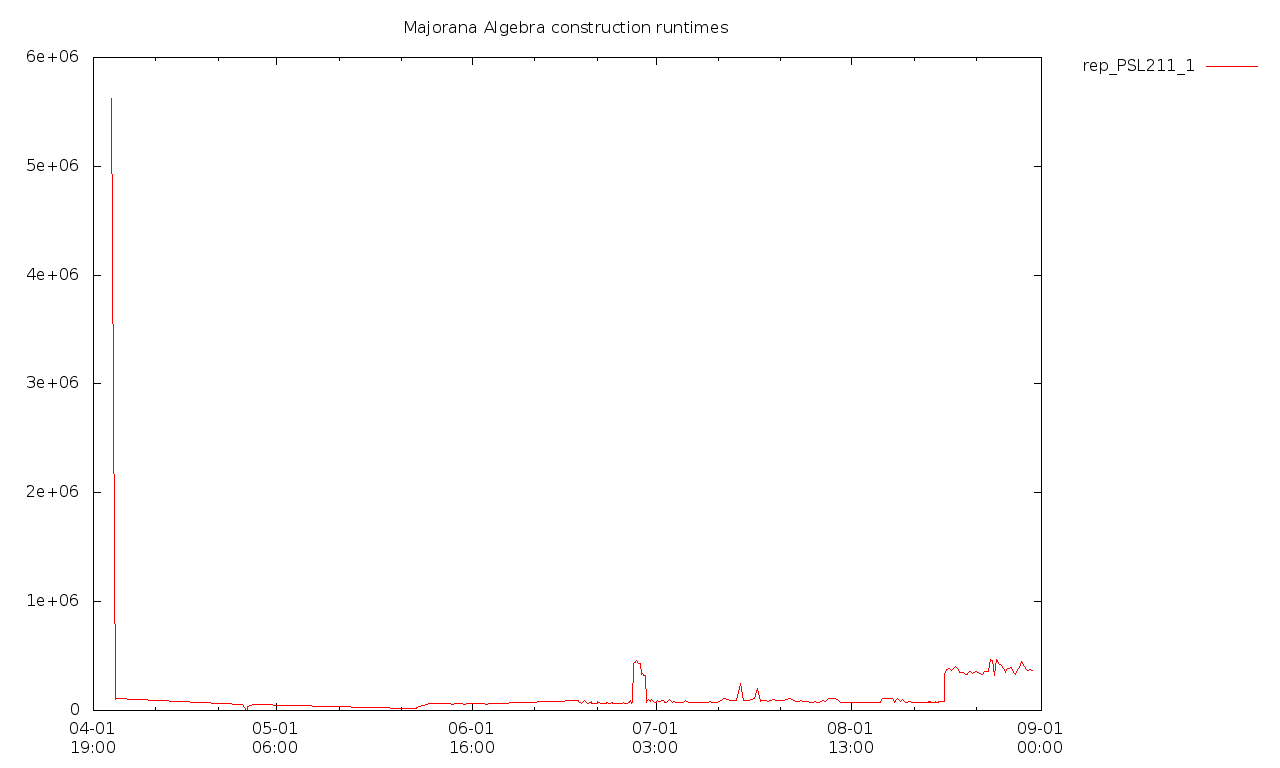 Majorana Algebra construction runtimes
rep_PSL211_1
6e+06
5e+06
4e+06
3e+06
2e+06
1e+06
0
04-01
19:00
05-01
06:00
06-01
16:00
07-01
03:00
08-01
13:00
09-01
00:00